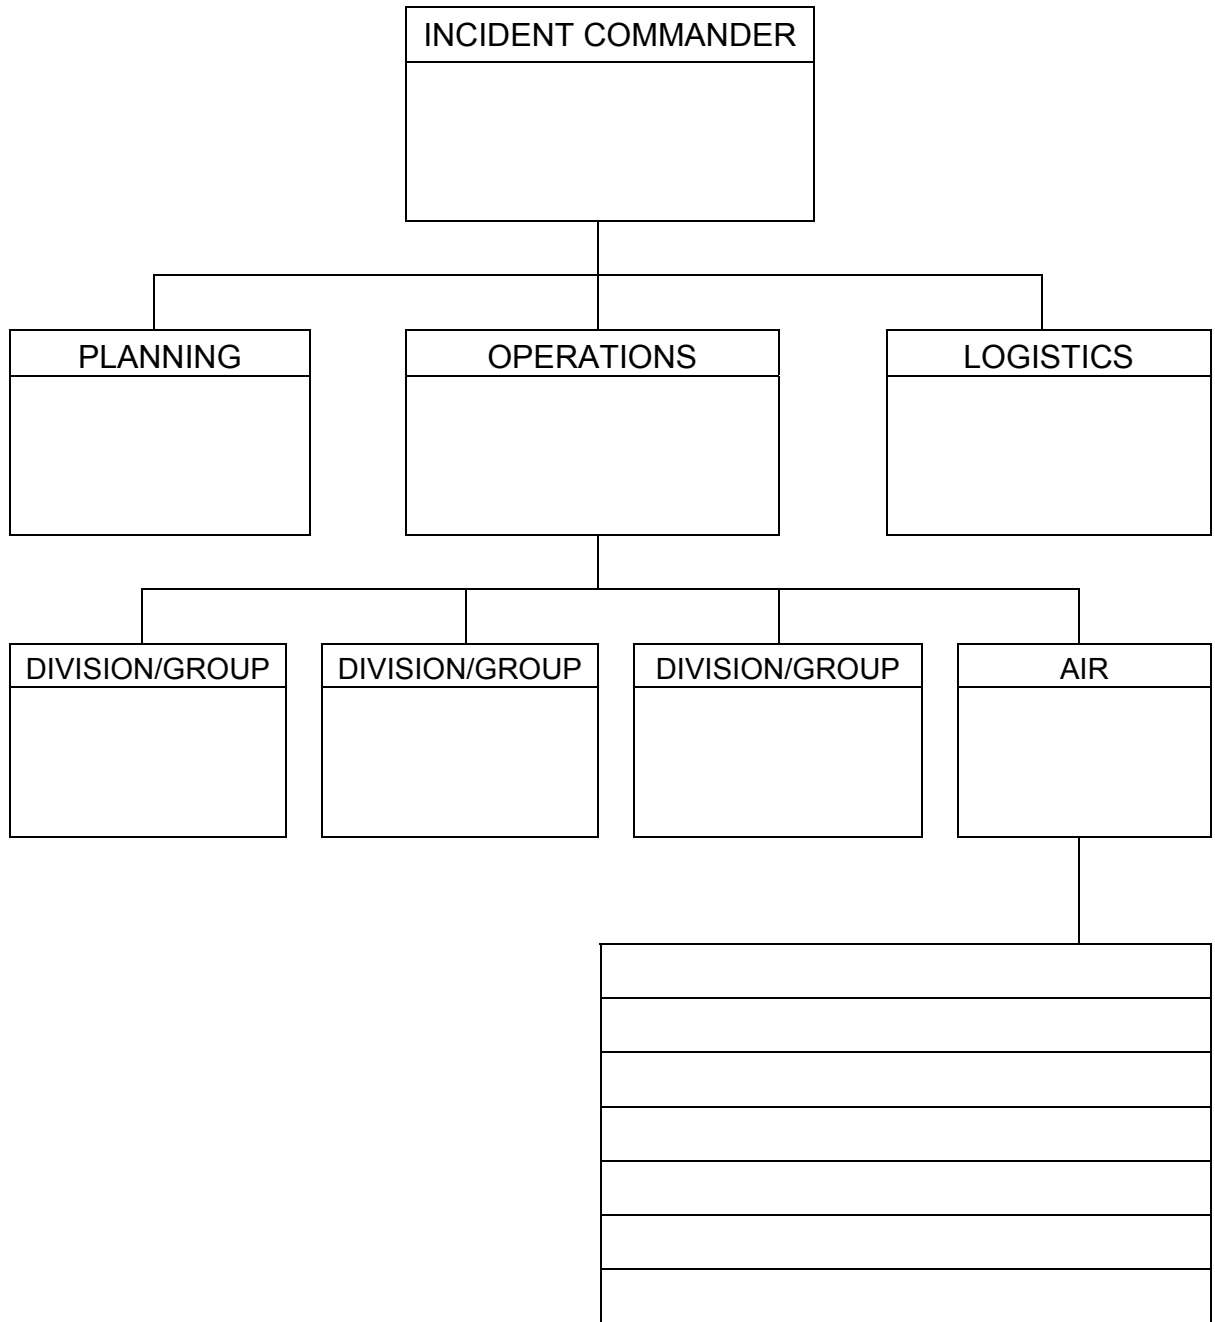 INCIDENT COMMANDER
PLANNING
OPERATIONS
LOGISTICS
DIVISION/GROUP
DIVISION/GROUP
DIVISION/GROUP
AIR